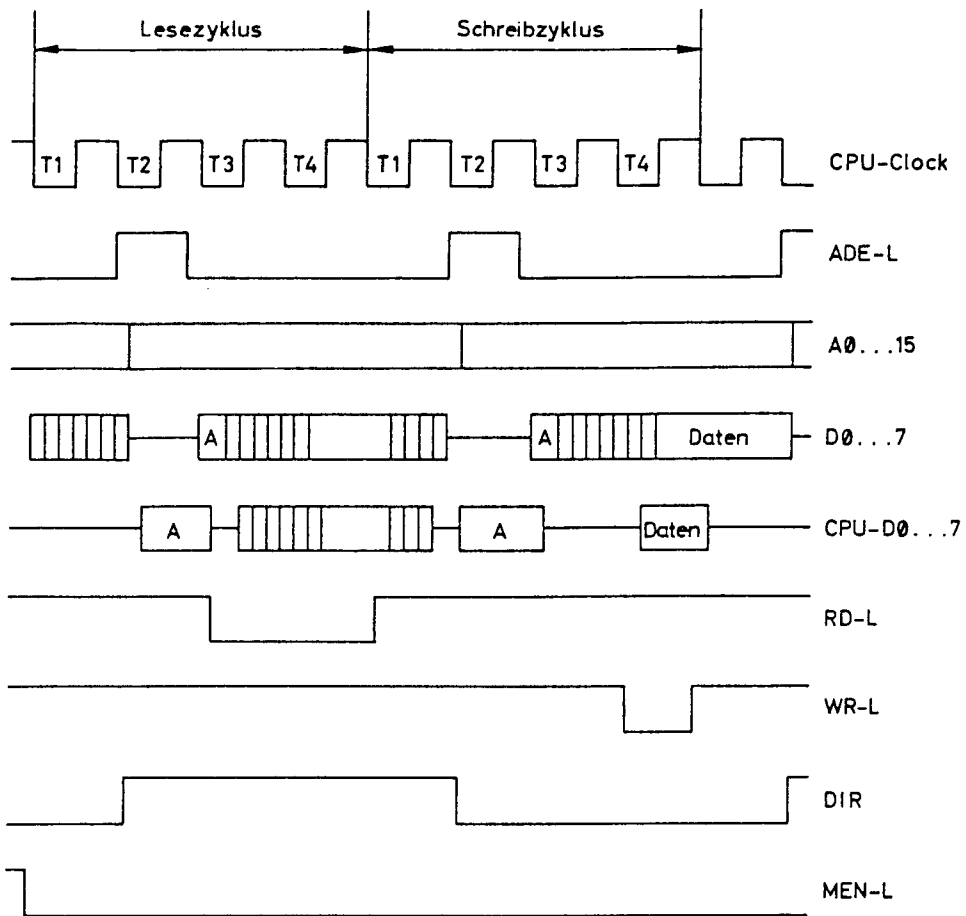 Lesezyklus Schreibzyklus
T1 T2 T3 T4 T1 T2 T3 T4 CPU-Clock
ADE-L
A0...15
A A Daten D0...7
A A Daten CPU-D0...7
RD-L
WR-L
DIR
MEN-L